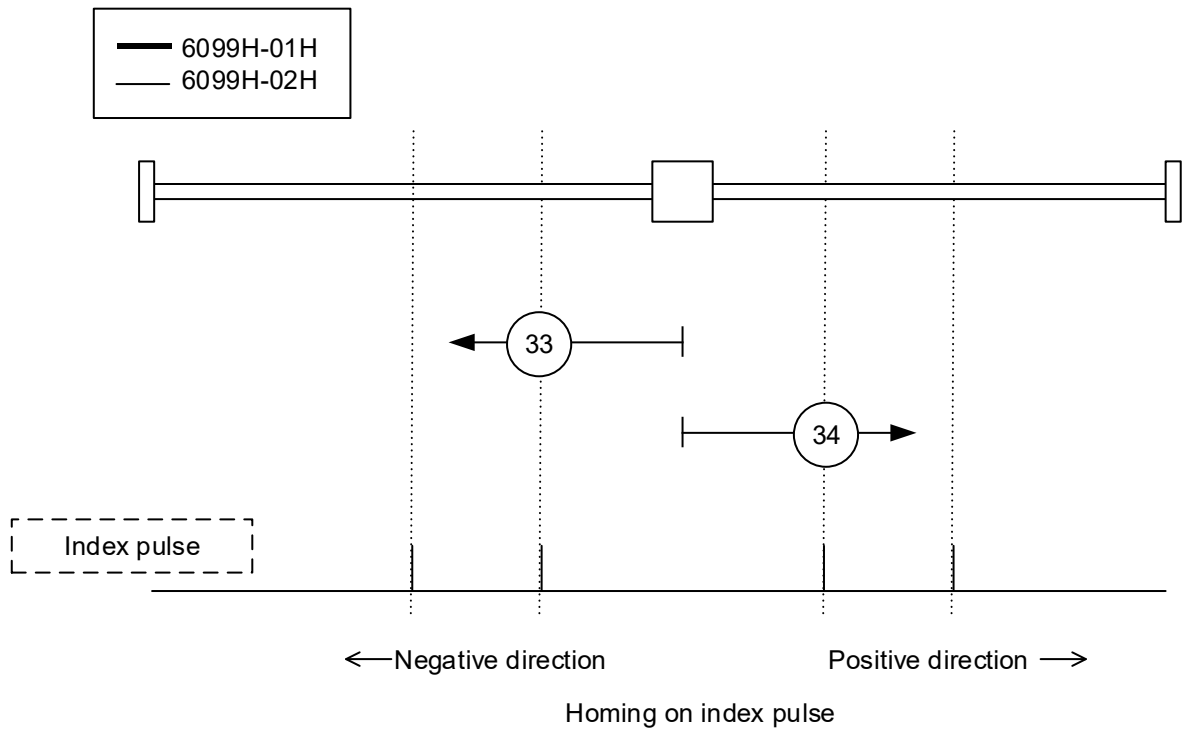 6099H-01H
6099H-02H
33
34
Index pulse
Negative direction
Positive direction
Homing on index pulse